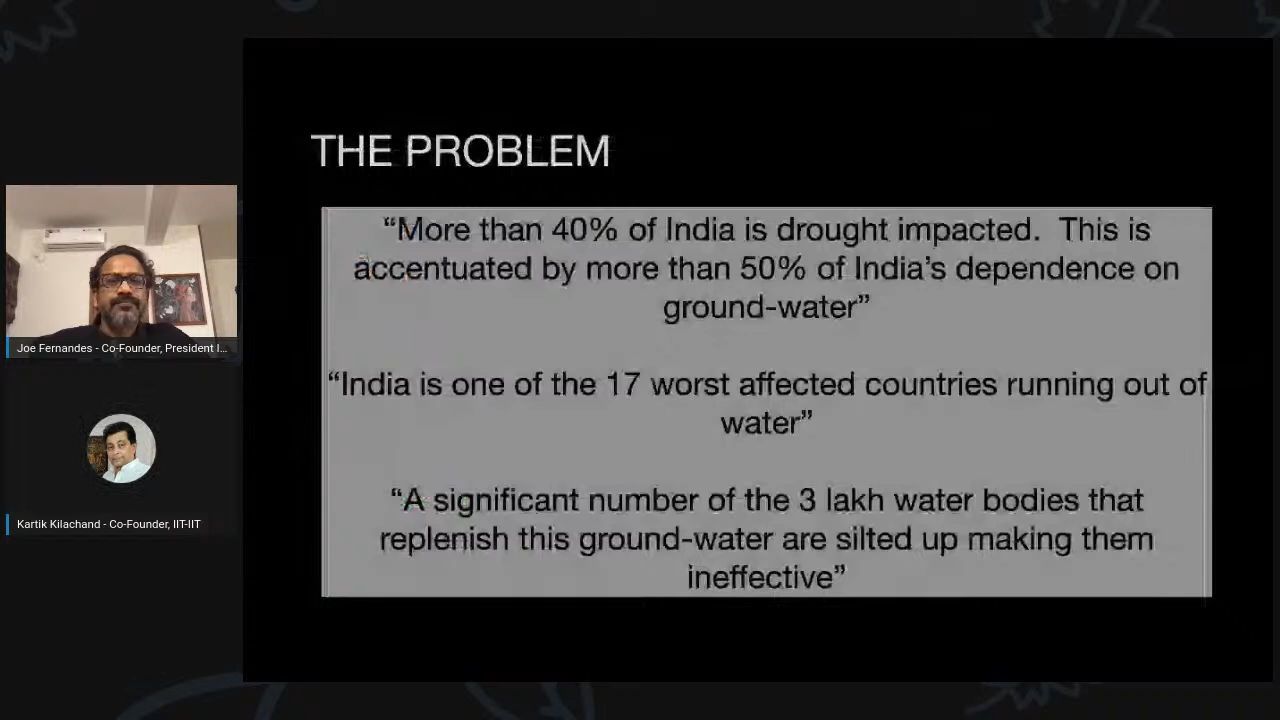 THE PROBLEM
“More than 40% of India is drought impacted.  This is
accentuated by more than 50% of India’s dependence on
ground-water”
“India is one of the 17 worst affected countries running out of
water”
“A significant number of the 3 lakh water bodies that
replenish this ground-water are silted up making them
ineffective”
Joe Fernandes - Co-Founder, President I...
Kartik Kilachand - Co-Founder, IIT-IIT